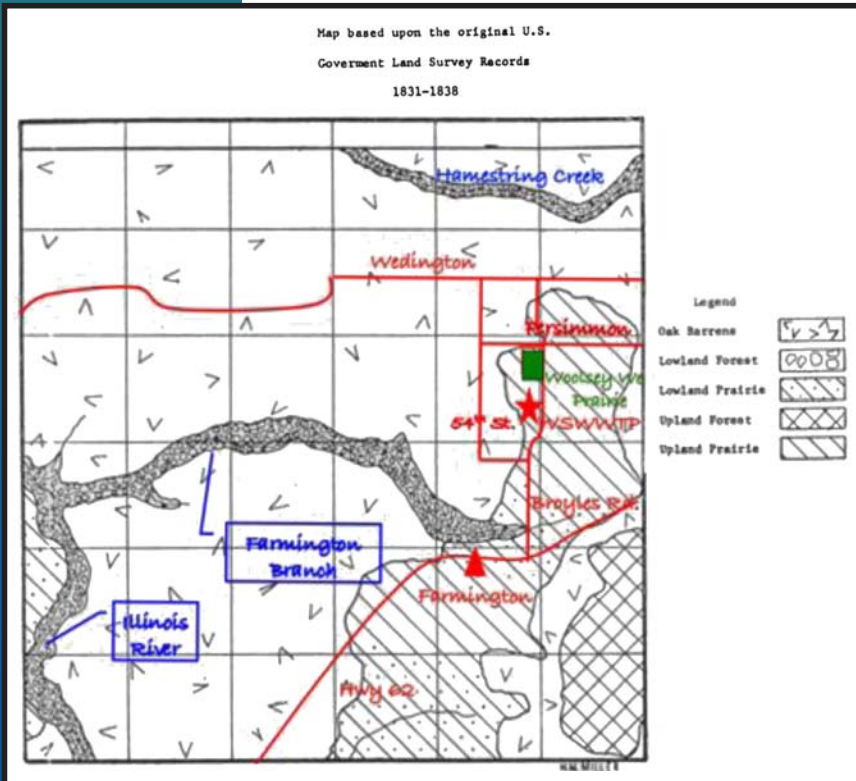 Map based upon the original U.S.
Goverment Land Survey Records
1831-1838
Hamestring Creek
Wedington
Legend
Persimmon
Oak Barrens
Lowland Forest
Woolsey We
Prairie
Lowland Prairie
54th St.
WSWWTP
Upland Forest
Upland Prairie
Broyles Rd.
Farmington
Branch
Farmington
Illinois
River
Hwy 62
H.M. MILLER